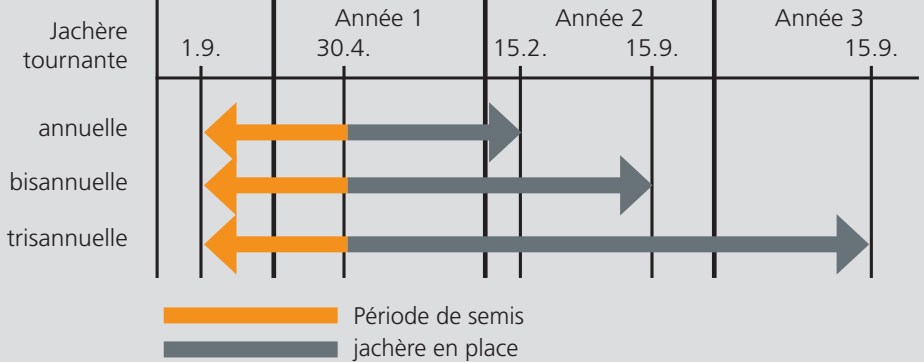 Année 1 Année 2 Année 3
Jachère
tournante
1.9. 30.4. 15.2. 15.9. 15.9.
annuelle
bisannuelle
trisannuelle
Période de semis
jachère en place